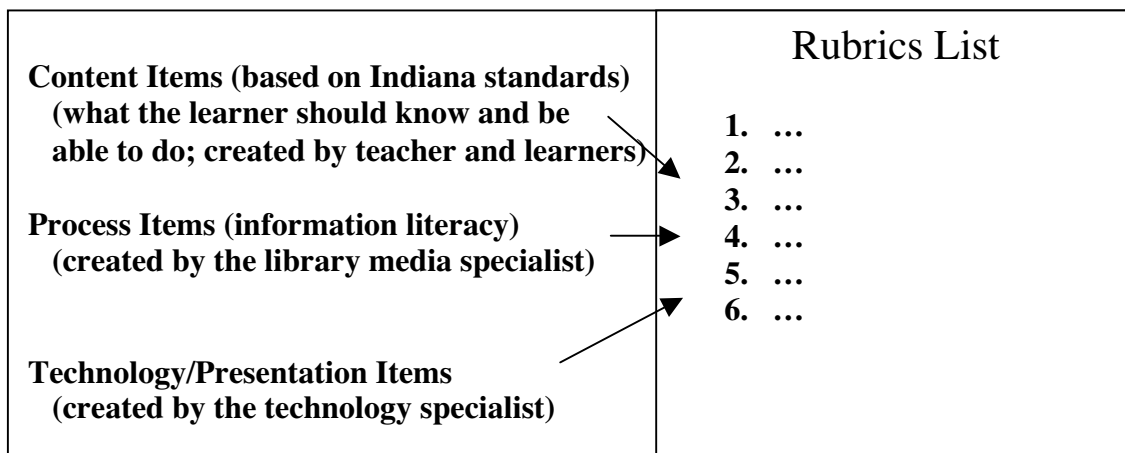 Content Items (based on Indiana standards)
(what the learner should know and be
able to do; created by teacher and learners)
Process Items (information literacy)
(created by the library media specialist)
Technology/Presentation Items
(created by the technology specialist)
Rubrics List
1. …
2. …
3. …
4. …
5. …
6. …